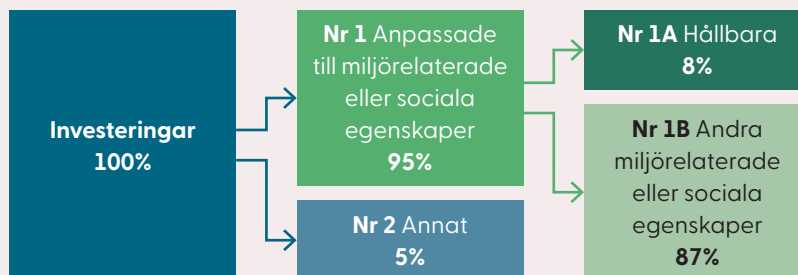 Investeringar
100%
Nr 1 Anpassade
till miljörelaterade
eller sociala
egenskaper
95%
Nr 2 Annat
5%
Nr 1A Hållbara
8%
Nr 1B Andra
miljörelaterade
eller sociala
egenskaper
87%